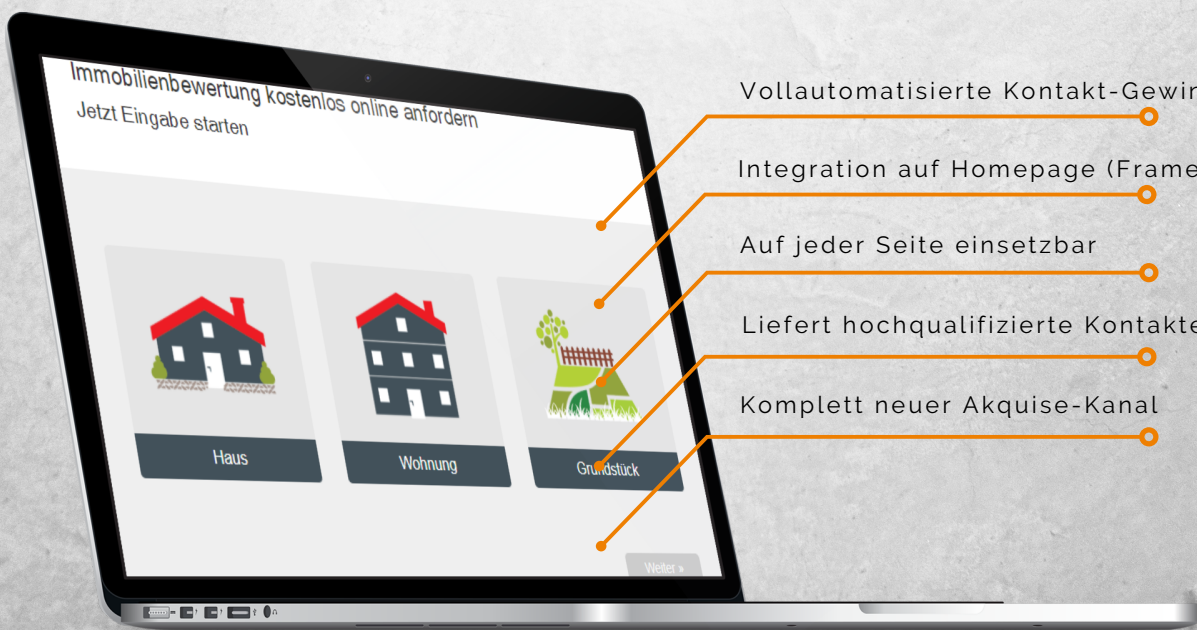 Immobilienbewertung kostenlos online anfordern
Jetzt Eingabe starten
Haus
Wohnung
Grundstück
Weiter »
Vollautomatisierte Kontakt-Gewin
Integration auf Homepage (Frame
Auf jeder Seite einsetzbar
Liefert hochqualifizierte Kontakte
Komplett neuer Akquise-Kanal